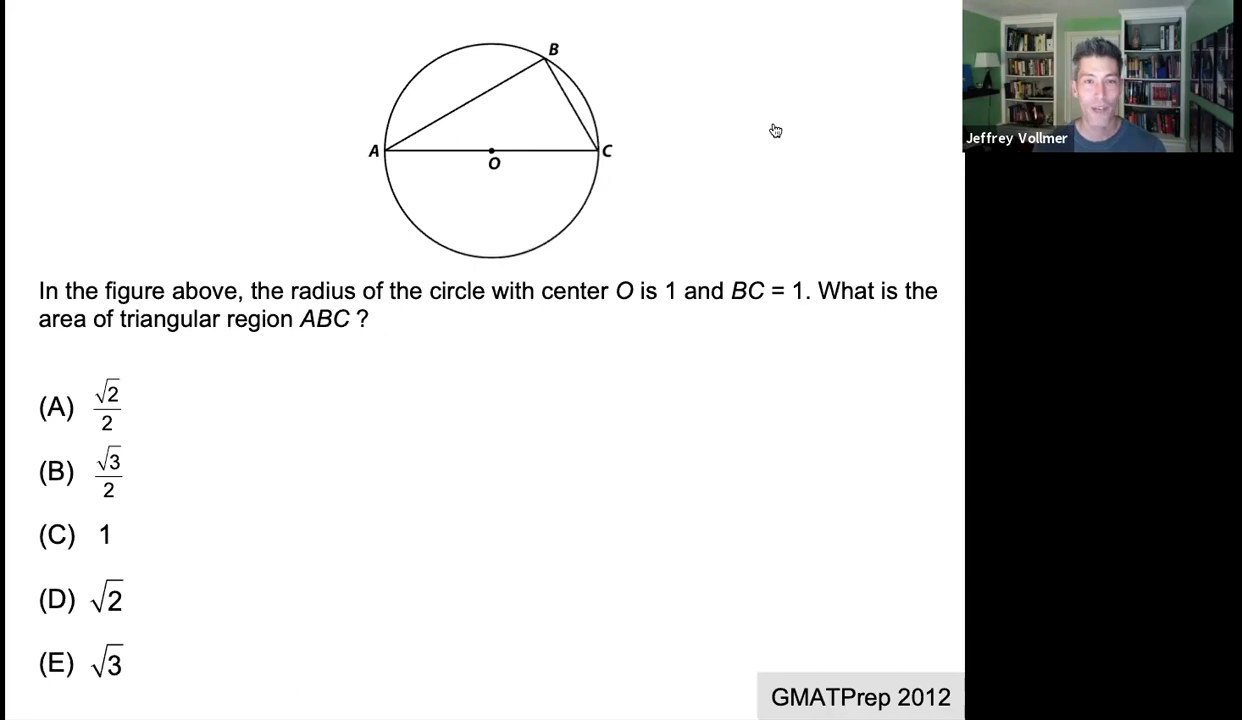 B
A
O
C
Jeffrey Vollmer
In the figure above, the radius of the circle with center O is 1 and BC = 1. What is the
area of triangular region ABC ?
(A) √2/2
(B) √3/2
(C) 1
(D) √2
(E) √3
GMATPrep 2012